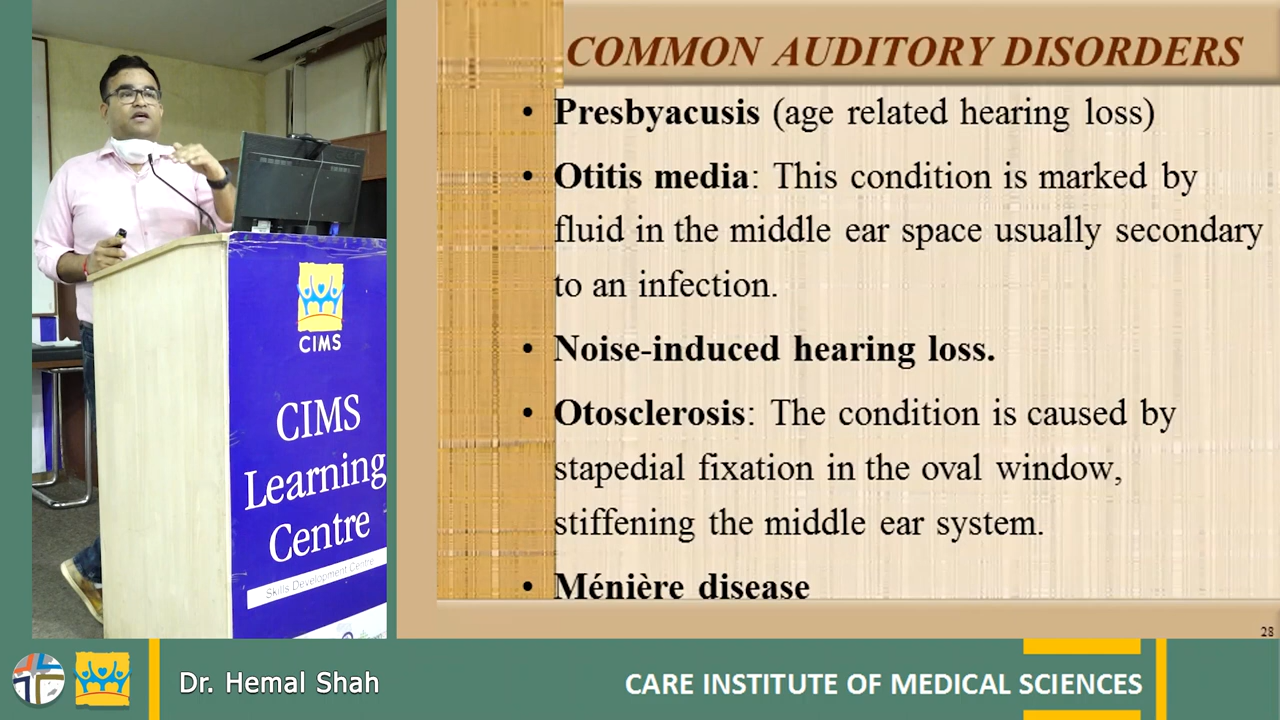 COMMON AUDITORY DISORDERS
• Presbyacusis (age related hearing loss)
• Otitis media: This condition is marked by
fluid in the middle ear space usually secondary
to an infection.
• Noise-induced hearing loss.
• Otosclerosis: The condition is caused by
stapedial fixation in the oval window,
stiffening the middle ear system.
• Ménière disease
28
CIMS
CIMS
Learning
Centre
Skills Development Centre
Dr. Hemal Shah
CARE INSTITUTE OF MEDICAL SCIENCES